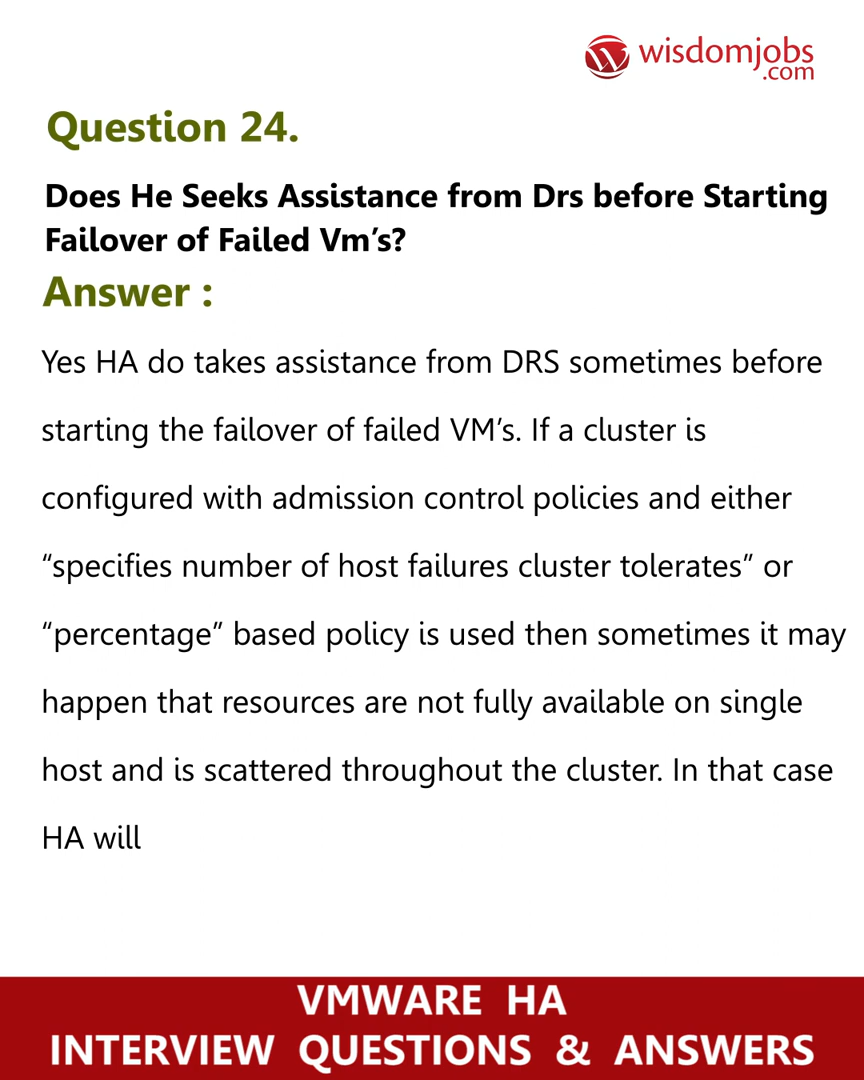 wisdomjobs
.com
Question 24.
Does He Seeks Assistance from Drs before Starting
Failover of Failed Vm’s?
Answer :
Yes HA do takes assistance from DRS sometimes before
starting the failover of failed VM’s. If a cluster is
configured with admission control policies and either
“specifies number of host failures cluster tolerates” or
“percentage” based policy is used then sometimes it may
happen that resources are not fully available on single
host and is scattered throughout the cluster. In that case
HA will
VMWARE HA
INTERVIEW QUESTIONS & ANSWERS